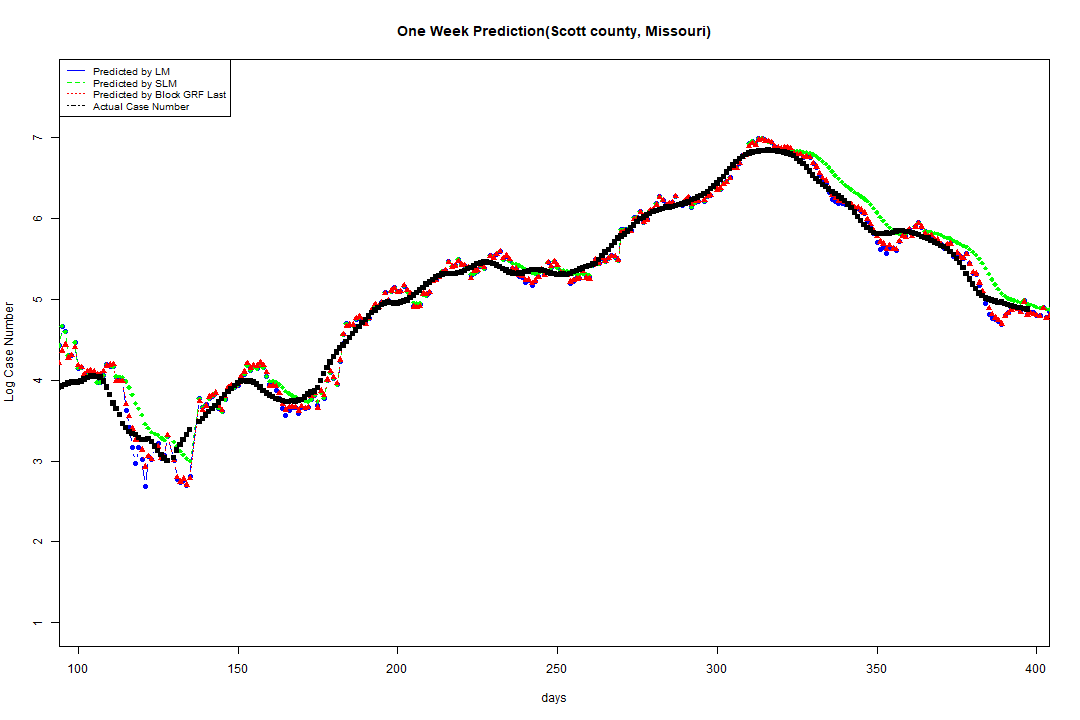 One Week Prediction(Scott county, Missouri)
Predicted by LM
Predicted by SLM
Predicted by Block GRF Last
Actual Case Number
7
6
5
4
3
2
1
Log Case Number
100 150 200 250 300 350 400
days